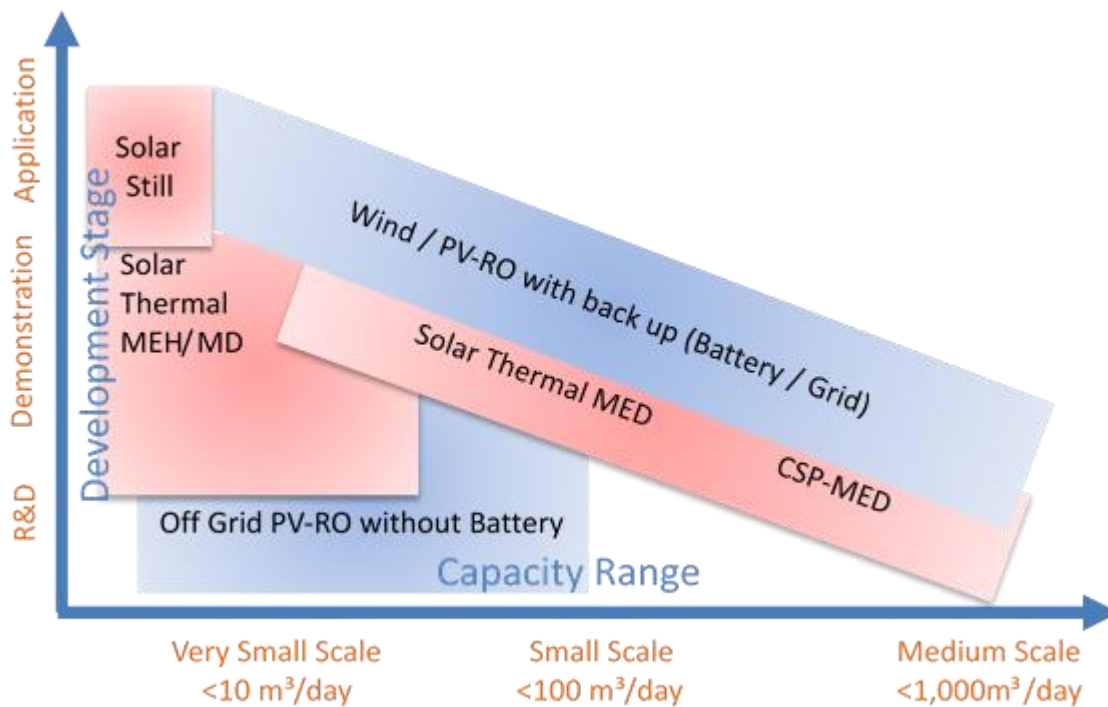 Application
Demonstration
R&D
Development Stage
Solar
Still
Solar
Thermal
MEH/MD
Wind / PV-RO with back up (Battery / Grid)
Solar Thermal MED
CSP-MED
Off Grid PV-RO without Battery
Capacity Range
Very Small Scale
<10 m³/day
Small Scale
<100 m³/day
Medium Scale
<1,000m³/day